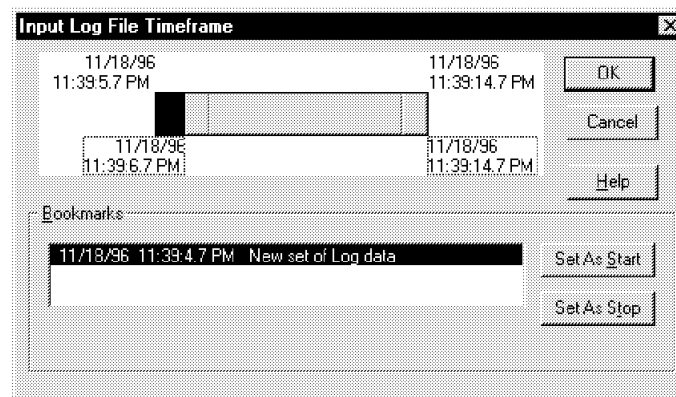 Input Log File Timeframe
11/18/96
11:39:5.7 PM
11/18/96
11:39:14.7 PM
OK
Cancel
11/18/96
11:39:6.7 PM
11/18/96
11:39:14.7 PM
Help
Bookmarks
11/18/96 11:39:4.7 PM New set of Log data
Set As Start
Set As Stop